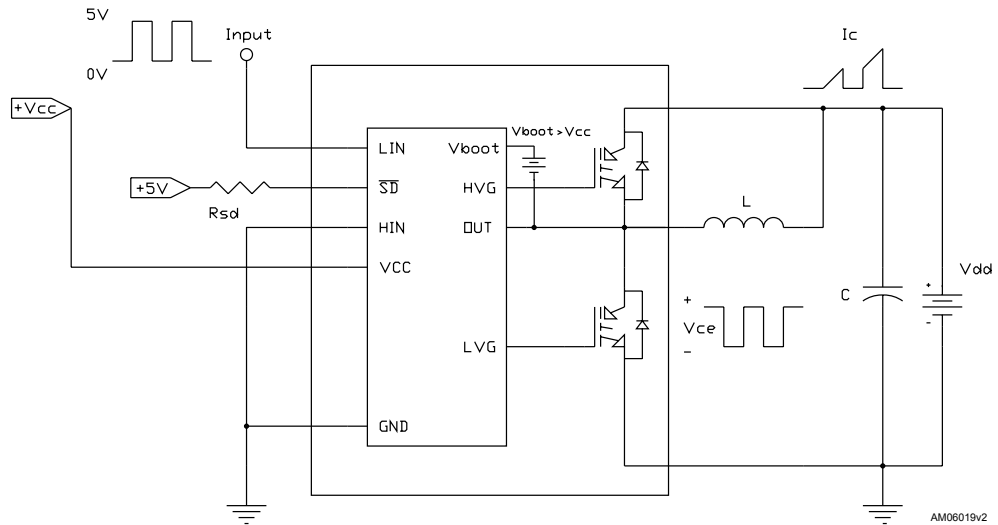 5V
0V
Input
Ic
+Vcc
Vboot>Vcc
LIN
Vboot
+5V
Rsd
SD
HVG
L
HIN
OUT
VCC
Vdd
C
+
-
+
Vce
-
LVG
GND
AM06019v2